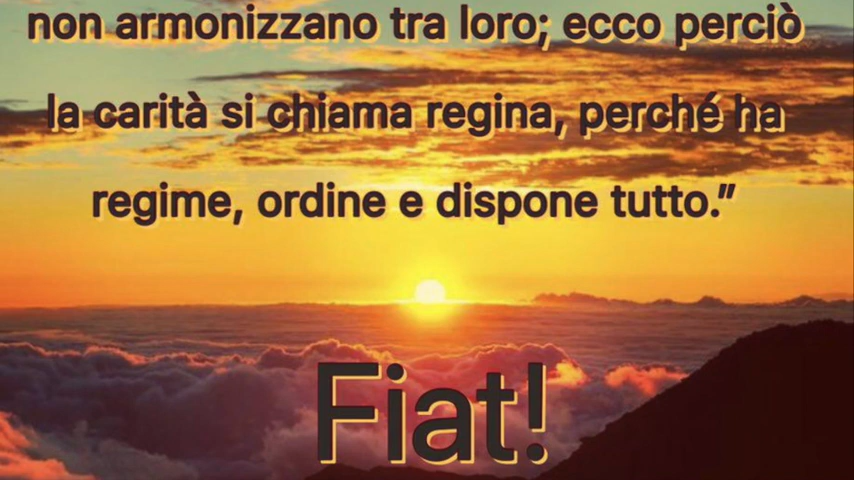 non armonizzano tra loro; ecco perciò
la carità si chiama regina, perché ha
regime, ordine e dispone tutto.”
Fiat!